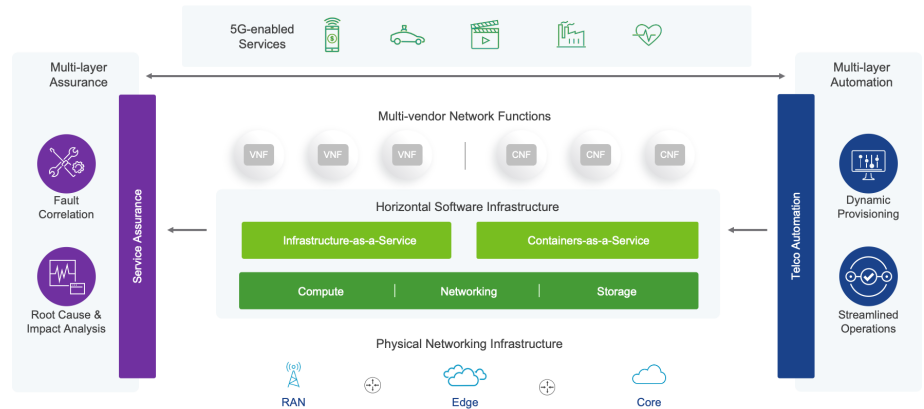 5G-enabled
Services
$
Multi-layer
Assurance
Multi-layer
Automation
Multi-vendor Network Functions
VNF
VNF
VNF
CNF
CNF
CNF
Fault
Correlation
Root Cause &
Impact Analysis
Service Assurance
Horizontal Software Infrastructure
Infrastructure-as-a-Service
Containers-as-a-Service
Compute
Networking
Storage
Telco Automation
Dynamic
Provisioning
Streamlined
Operations
Physical Networking Infrastructure
RAN
Edge
Core